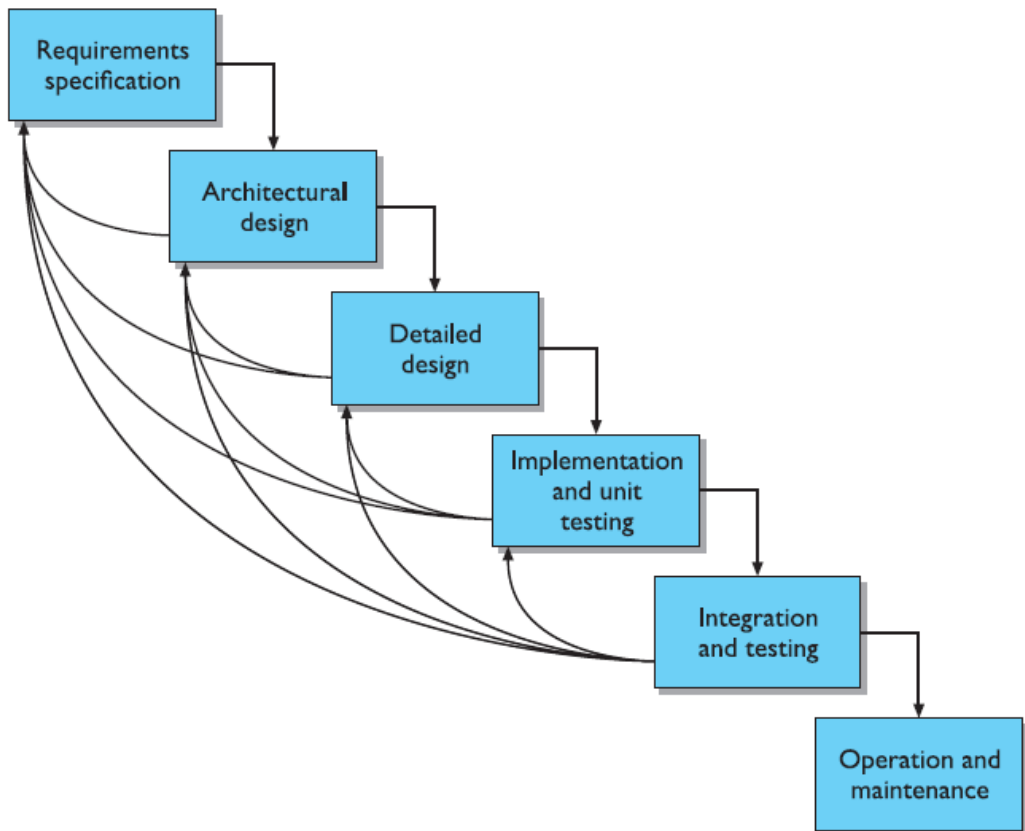 Requirements
specification
Architectural
design
Detailed
design
Implementation
and unit
testing
Integration
and testing
Operation and
maintenance